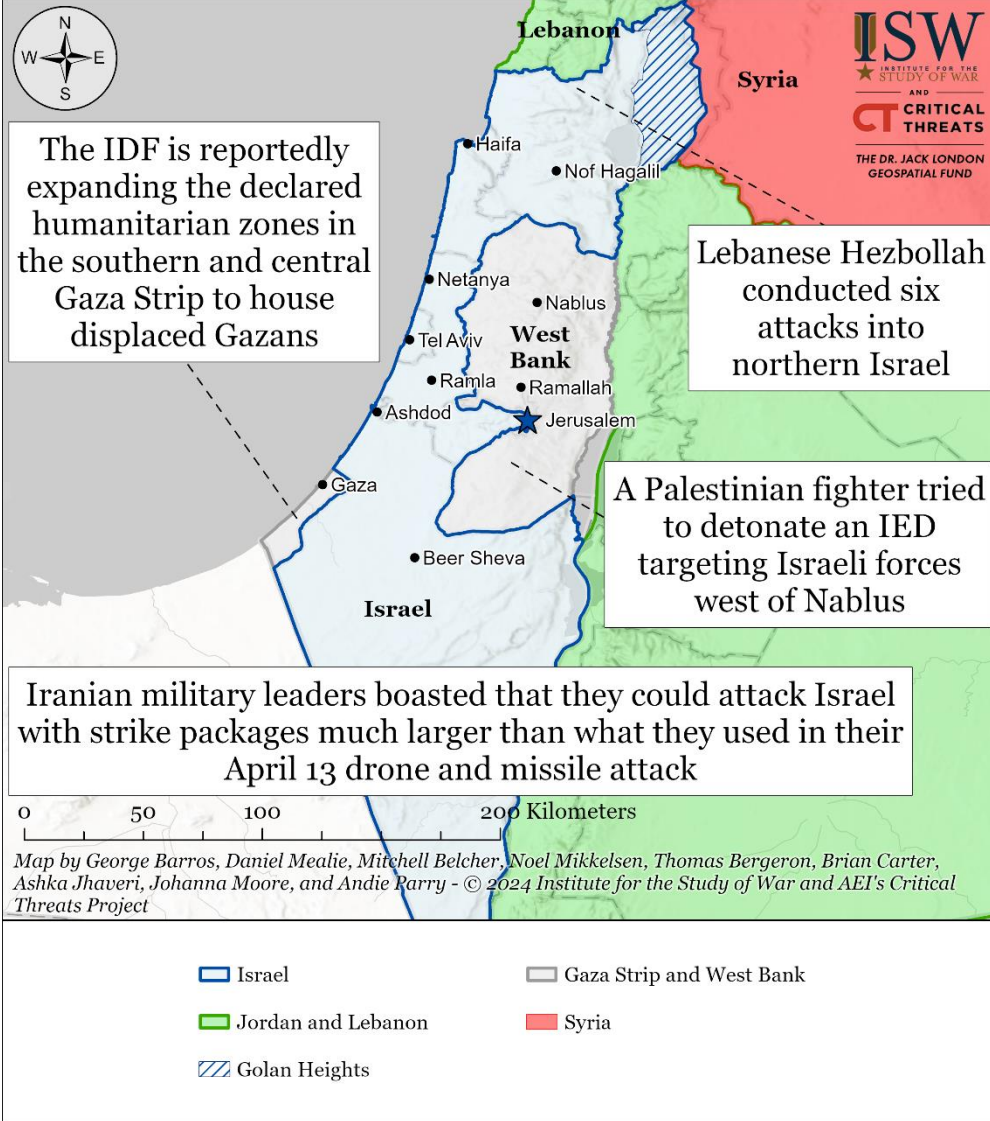 N
W
E
S
Lebanon
Syria
ISW
INSTITUTE FOR THE
STUDY OF WAR
AND
CT CRITICAL
THREATS
THE DR. JACK LONDON
GEOSPATIAL FUND
The IDF is reportedly
expanding the declared
humanitarian zones in
the southern and central
Gaza Strip to house
displaced Gazans
Haifa
Nof Hagalil
Lebanese Hezbollah
conducted six
attacks into
northern Israel
Netanya
Nablus
West
Bank
Tel Aviv
Ramla
Ramallah
Ashdod
Jerusalem
Gaza
A Palestinian fighter tried
to detonate an IED
targeting Israeli forces
west of Nablus
Beer Sheva
Israel
Iranian military leaders boasted that they could attack Israel
with strike packages much larger than what they used in their
April 13 drone and missile attack
0 50 100 200 Kilometers
Map by George Barros, Daniel Mealie, Mitchell Belcher, Noel Mikkelsen, Thomas Bergeron, Brian Carter,
Ashka Jhaveri, Johanna Moore, and Andie Parry - © 2024 Institute for the Study of War and AEI's Critical
Threats Project
Israel
Gaza Strip and West Bank
Jordan and Lebanon
Syria
Golan Heights